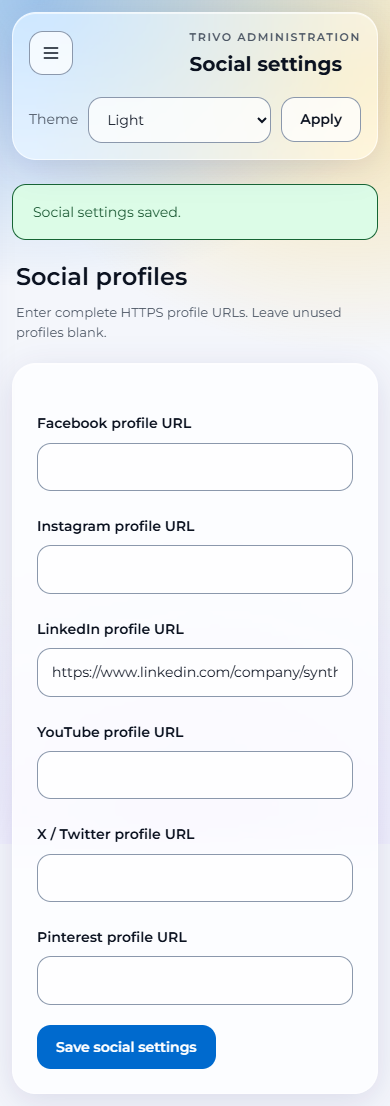 TRIVO ADMINISTRATION
Social settings
Theme
Light
Apply
Social settings saved.
Social profiles
Enter complete HTTPS profile URLs. Leave unused
profiles blank.
Facebook profile URL
Instagram profile URL
LinkedIn profile URL
https://www.linkedin.com/company/synth
YouTube profile URL
X / Twitter profile URL
Pinterest profile URL
Save social settings